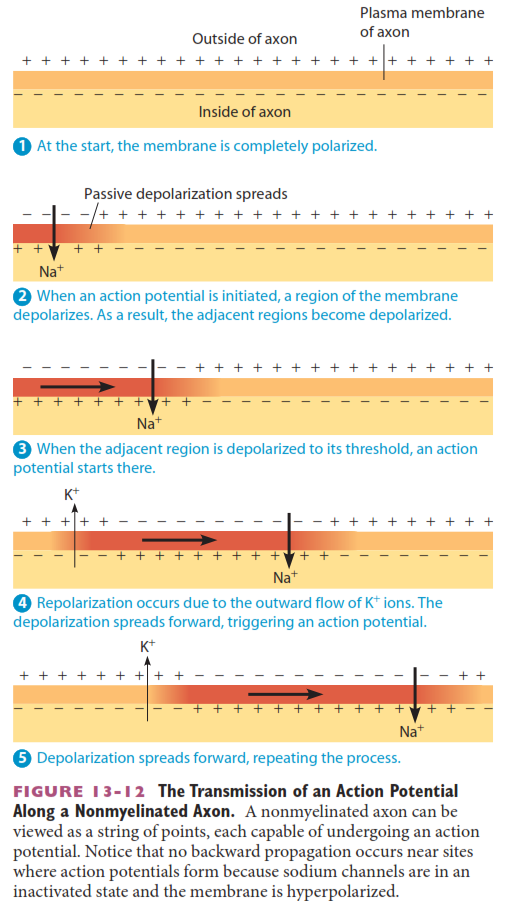 Plasma membrane
of axon
Outside of axon
+ + + + + + + + + + + + + + + + + + + + + + + + +
– – – – – – – – – – – – – – – – – – – – – – – –
Inside of axon
1 At the start, the membrane is completely polarized.
Passive depolarization spreads
– – – – + + + + + + + + + + + + + + + + + + + + +
+ + + + – – – – – – – – – – – – – – – – – – – –
Na⁺
2 When an action potential is initiated, a region of the membrane
depolarizes. As a result, the adjacent regions become depolarized.
– – – – – – – – – + + + + + + + + + + + + + + + +
+ + + + + + + + + – – – – – – – – – – – – – – –
Na⁺
3 When the adjacent region is depolarized to its threshold, an action
potential starts there.
K⁺
+ + + + + – – – – – – – – – – – + + + + + + + + +
– – – – – + + + + + + + + + + + – – – – – – – –
Na⁺
4 Repolarization occurs due to the outward flow of K⁺ ions. The
depolarization spreads forward, triggering an action potential.
K⁺
+ + + + + + + + + – – – – – – – – – – – – – – + +
– – – – – – – – – + + + + + + + + + + + + + – –
Na⁺
5 Depolarization spreads forward, repeating the process.
FIGURE 13-12 The Transmission of an Action Potential
Along a Nonmyelinated Axon. A nonmyelinated axon can be
viewed as a string of points, each capable of undergoing an action
potential. Notice that no backward propagation occurs near sites
where action potentials form because sodium channels are in an
inactivated state and the membrane is hyperpolarized.